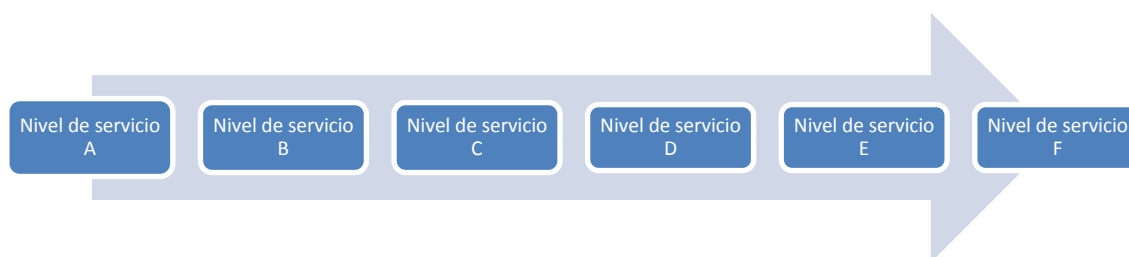 Nivel de servicio
A
Nivel de servicio
B
Nivel de servicio
C
Nivel de servicio
D
Nivel de servicio
E
Nivel de servicio
F